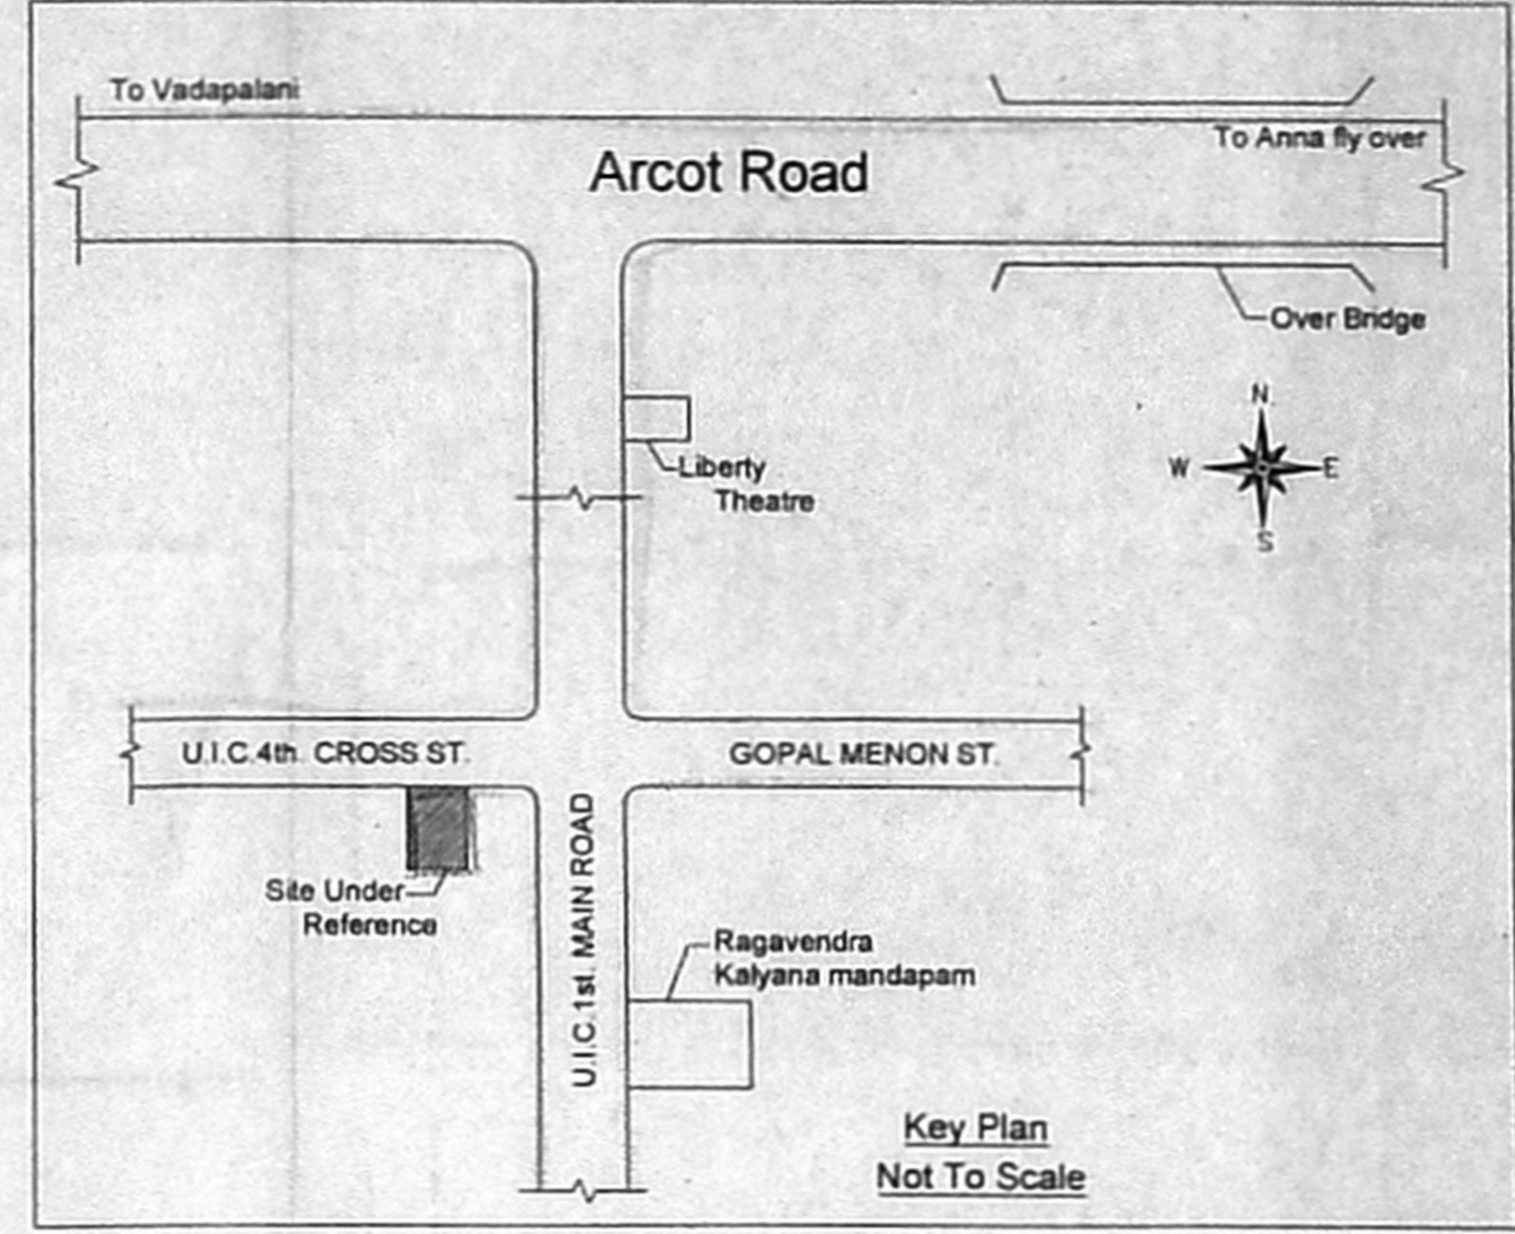 To Vadapalani
To Anna fly over
Arcot Road
Over Bridge
N
W
E
S
Liberty
Theatre
U.I.C.4th. CROSS ST.
GOPAL MENON ST.
U.I.C.1st. MAIN ROAD
Site Under
Reference
Ragavendra
Kalyana mandapam
Key Plan
Not To Scale